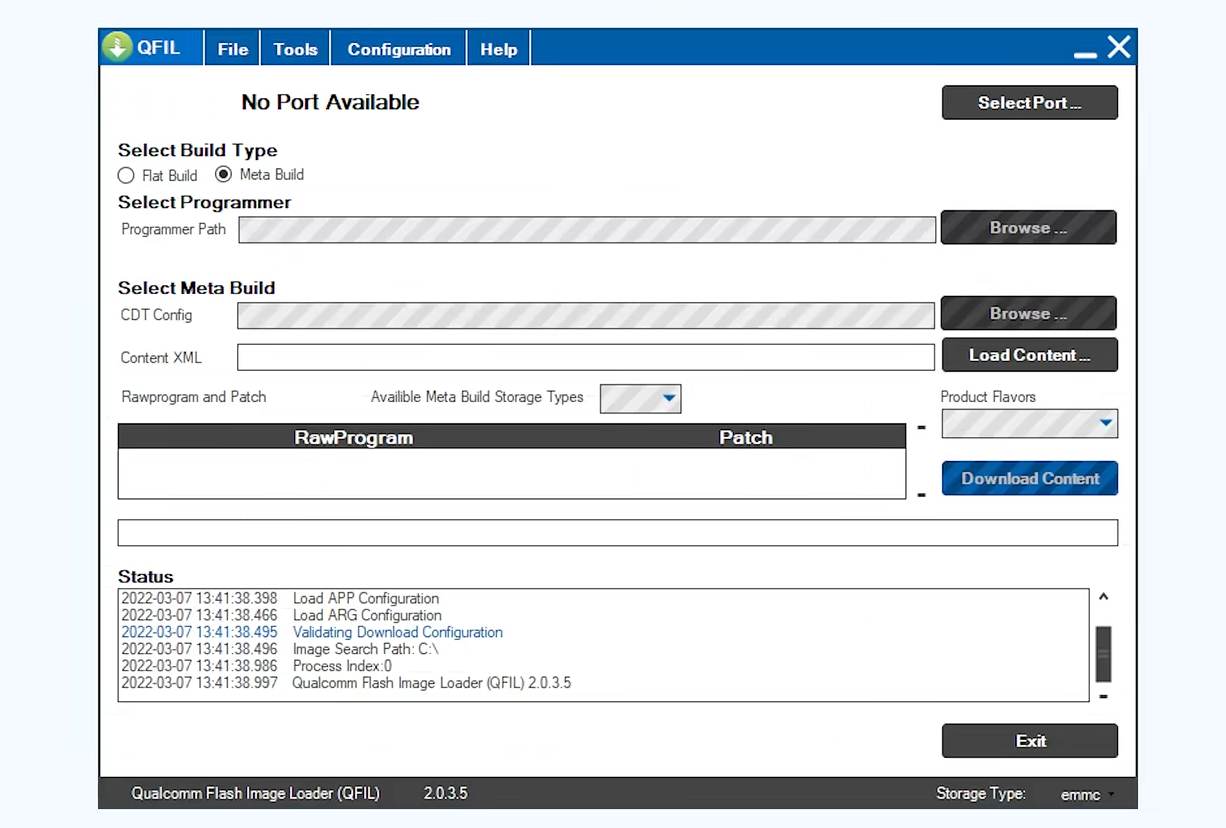 QFIL File Tools Configuration Help
No Port Available
Select Port ...
Select Build Type
Flat Build Meta Build
Select Programmer
Programmer Path
Browse ...
Select Meta Build
CDT Config
Browse ...
Content XML
Load Content ...
Rawprogram and Patch Availible Meta Build Storage Types
Product Flavors
RawProgram Patch
Download Content
Status
2022-03-07 13:41:38.398 Load APP Configuration
2022-03-07 13:41:38.466 Load ARG Configuration
2022-03-07 13:41:38.495 Validating Download Configuration
2022-03-07 13:41:38.496 Image Search Path: C:\
2022-03-07 13:41:38.986 Process Index:0
2022-03-07 13:41:38.997 Qualcomm Flash Image Loader (QFIL) 2.0.3.5
Exit
Qualcomm Flash Image Loader (QFIL) 2.0.3.5 Storage Type: emmc